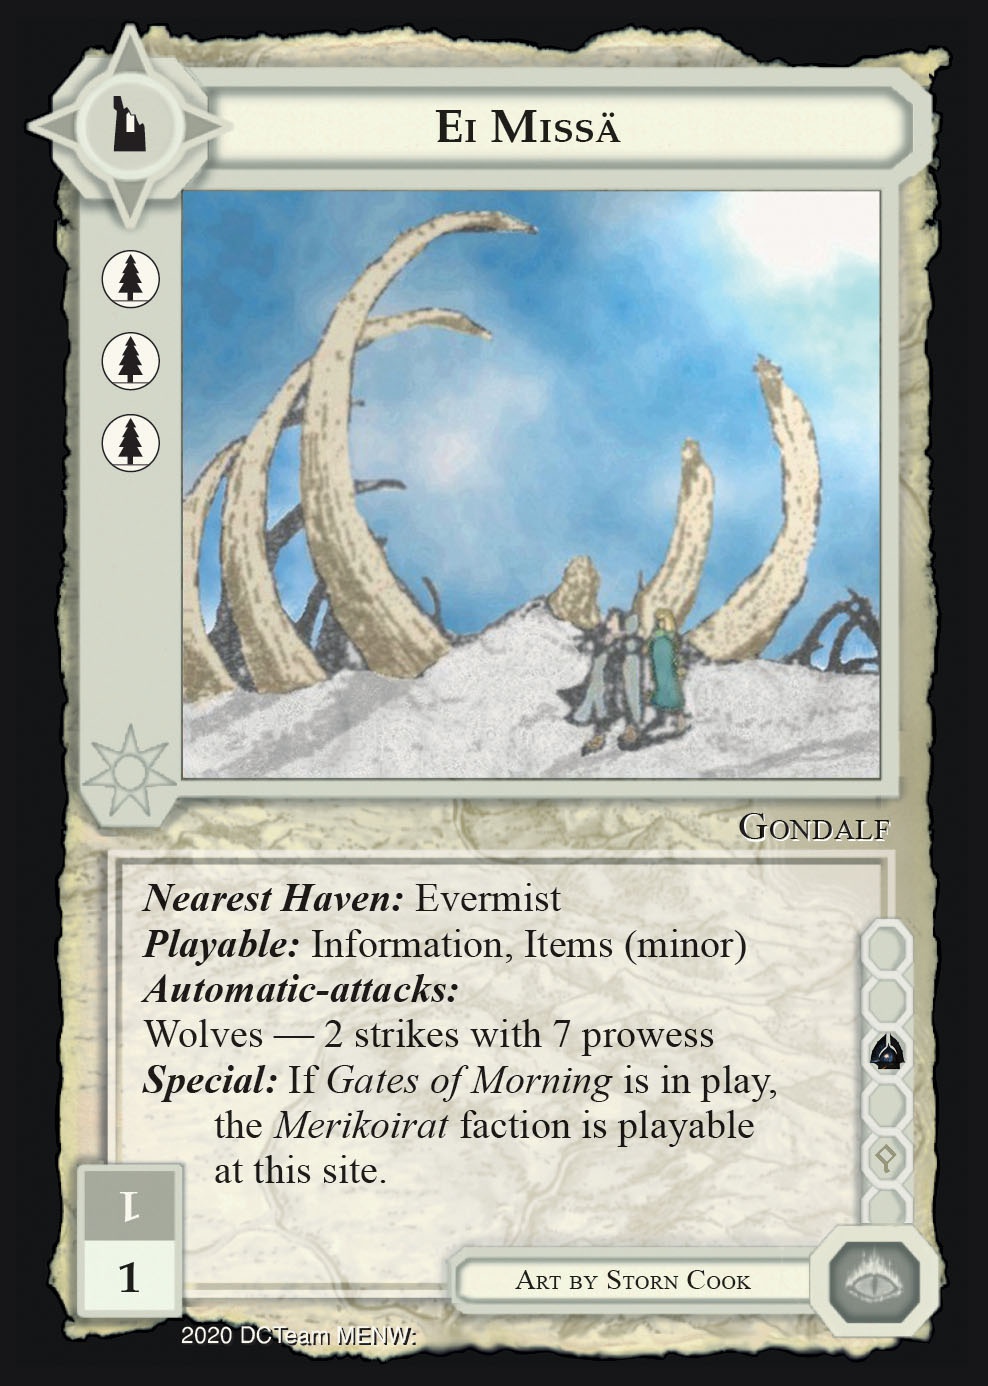 Ei Missä
Gondalf
Nearest Haven: Evermist
Playable: Information, Items (minor)
Automatic-attacks:
Wolves — 2 strikes with 7 prowess
Special: If Gates of Morning is in play,
the Merikoirat faction is playable
at this site.
1
1
Art by Storn Cook
2020 DCTeam MENW: